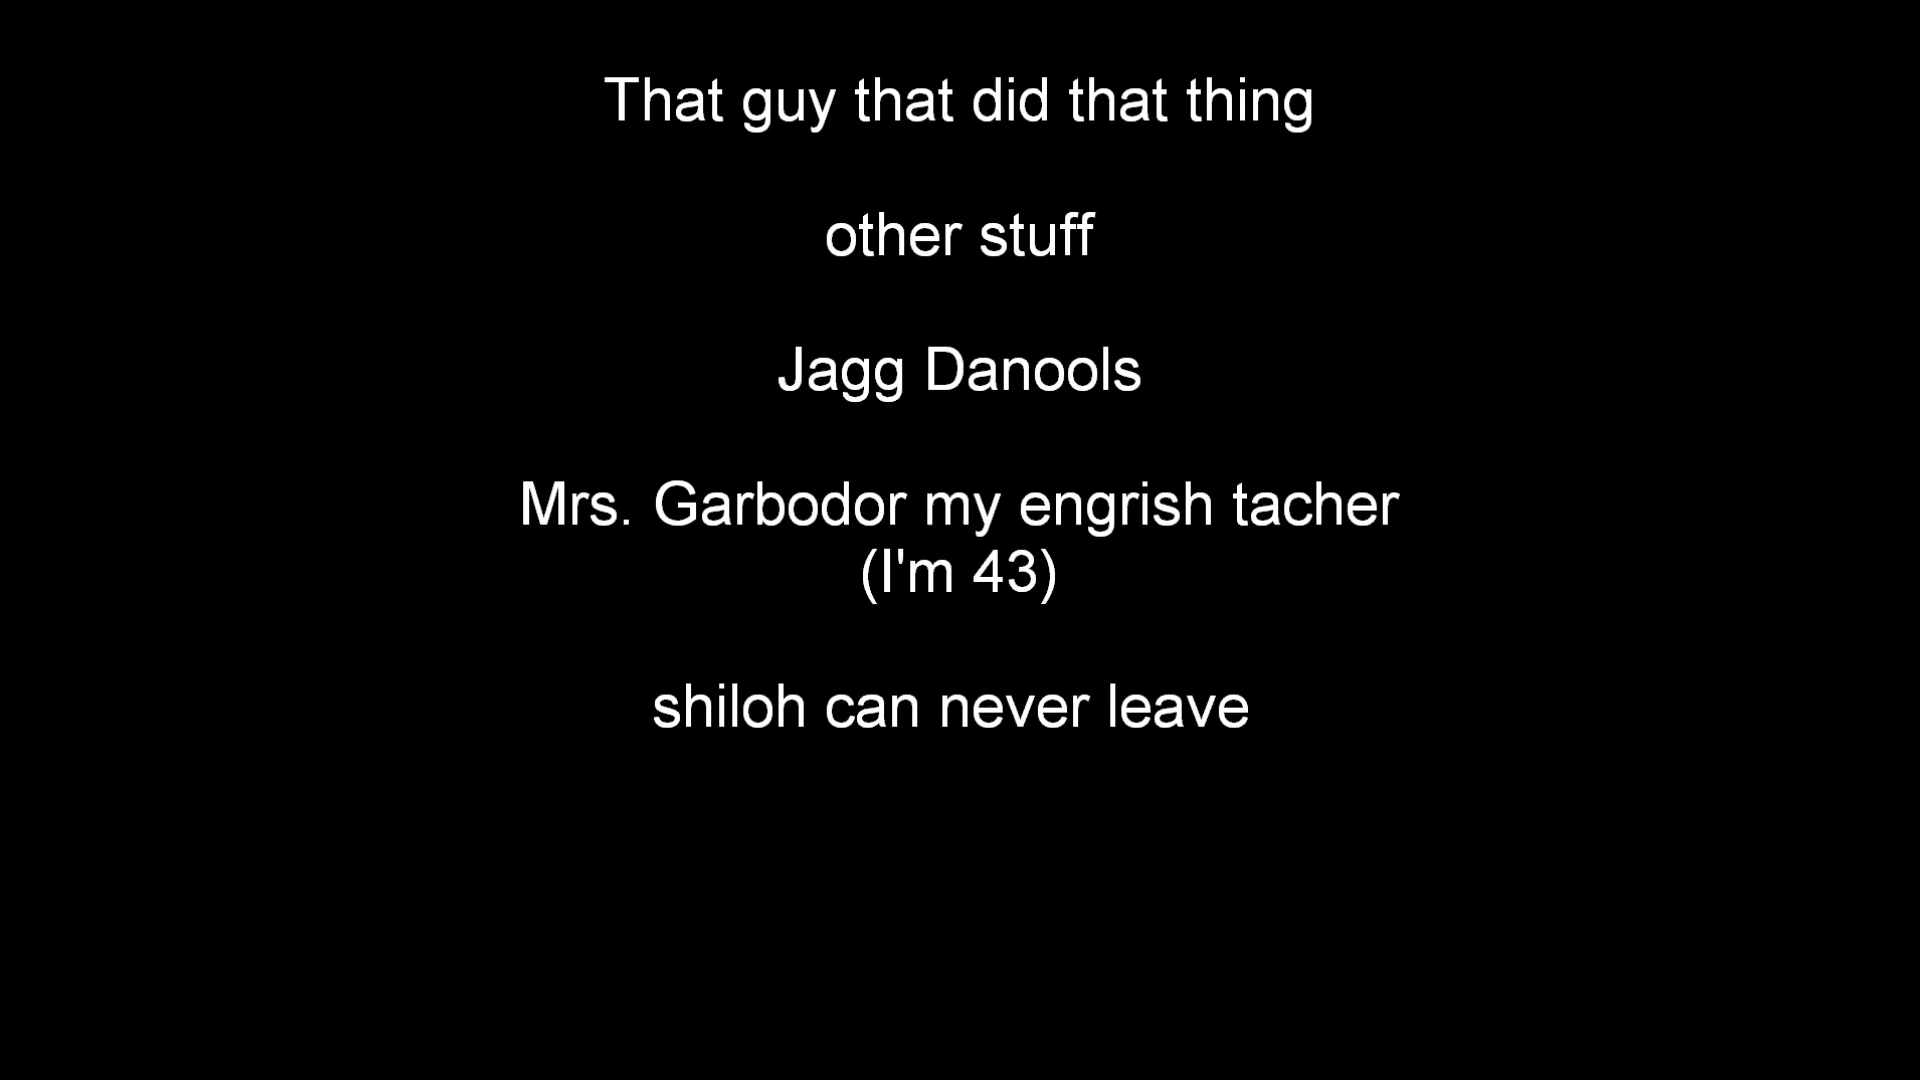 That guy that did that thing
other stuff
Jagg Danools
Mrs. Garbodor my engrish tacher
(I'm 43)
shiloh can never leave